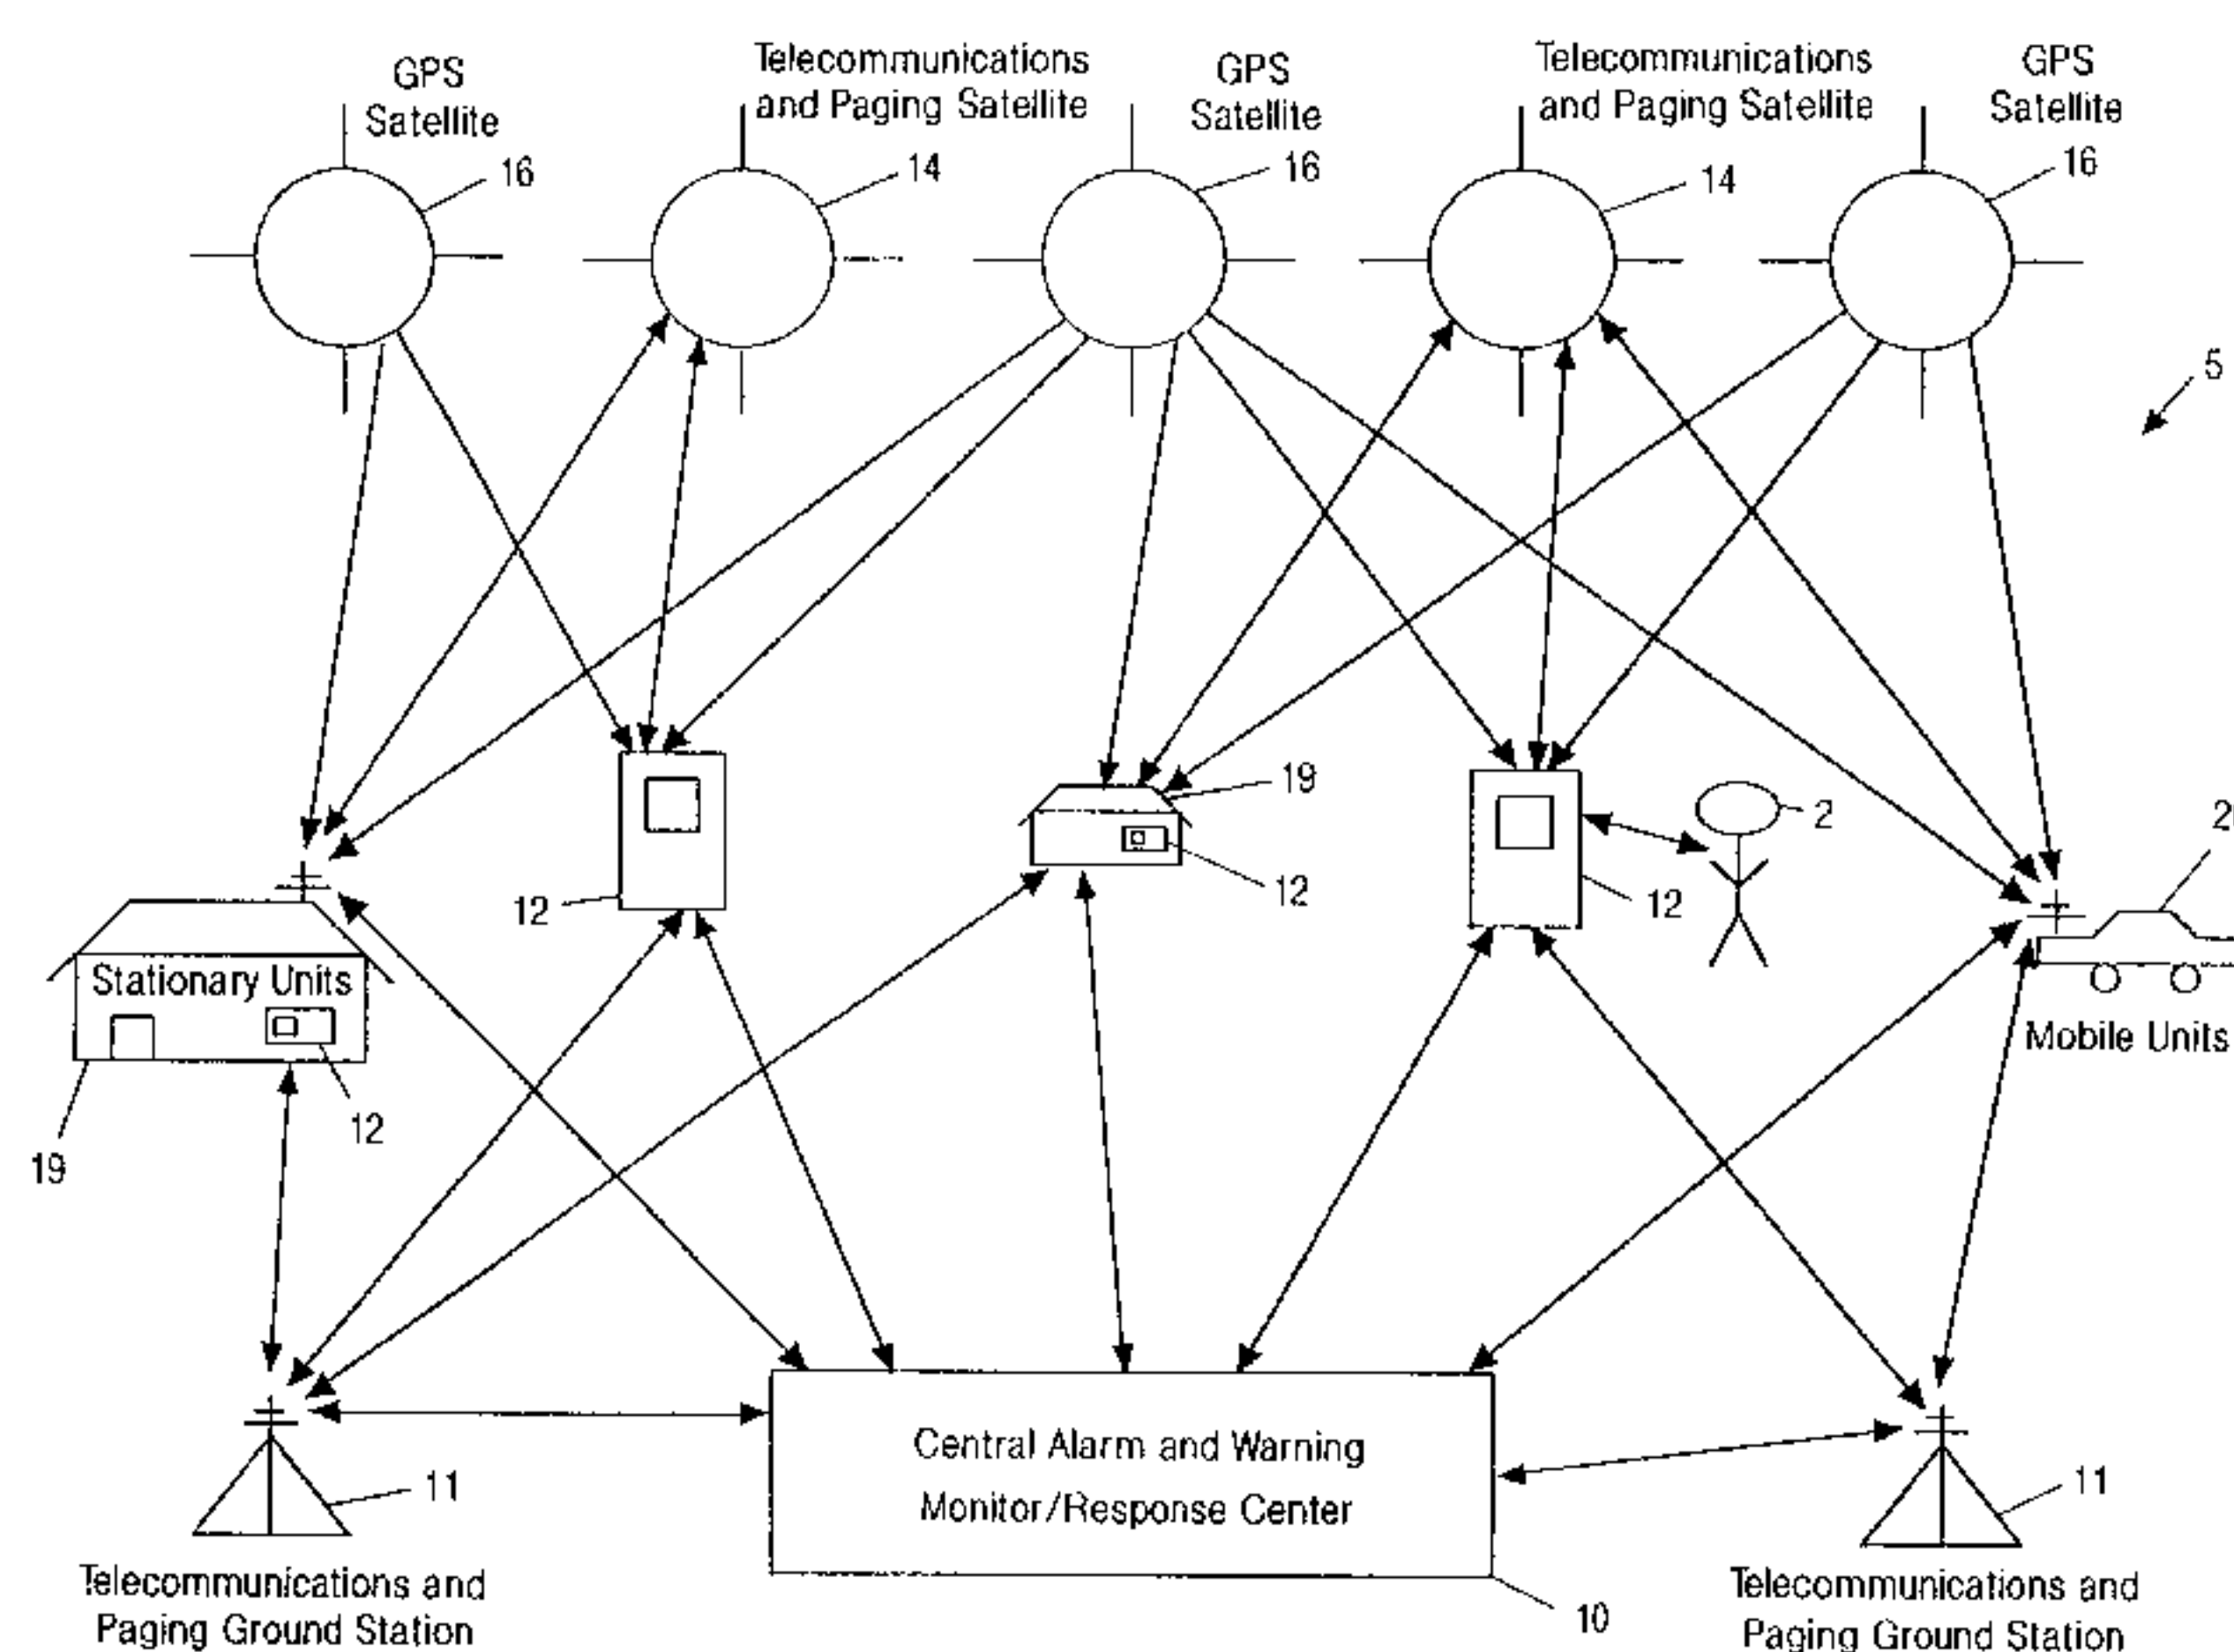 GPS
Satellite
Telecommunications
and Paging Satellite
GPS
Satellite
Telecommunications
and Paging Satellite
GPS
Satellite
16
14
16
14
16
5
19
2
12
12
12
Stationary Units
Mobile Units
12
19
Central Alarm and Warning
Monitor/Response Center
11
11
10
Telecommunications and
Paging Ground Station
Telecommunications and
Paging Ground Station